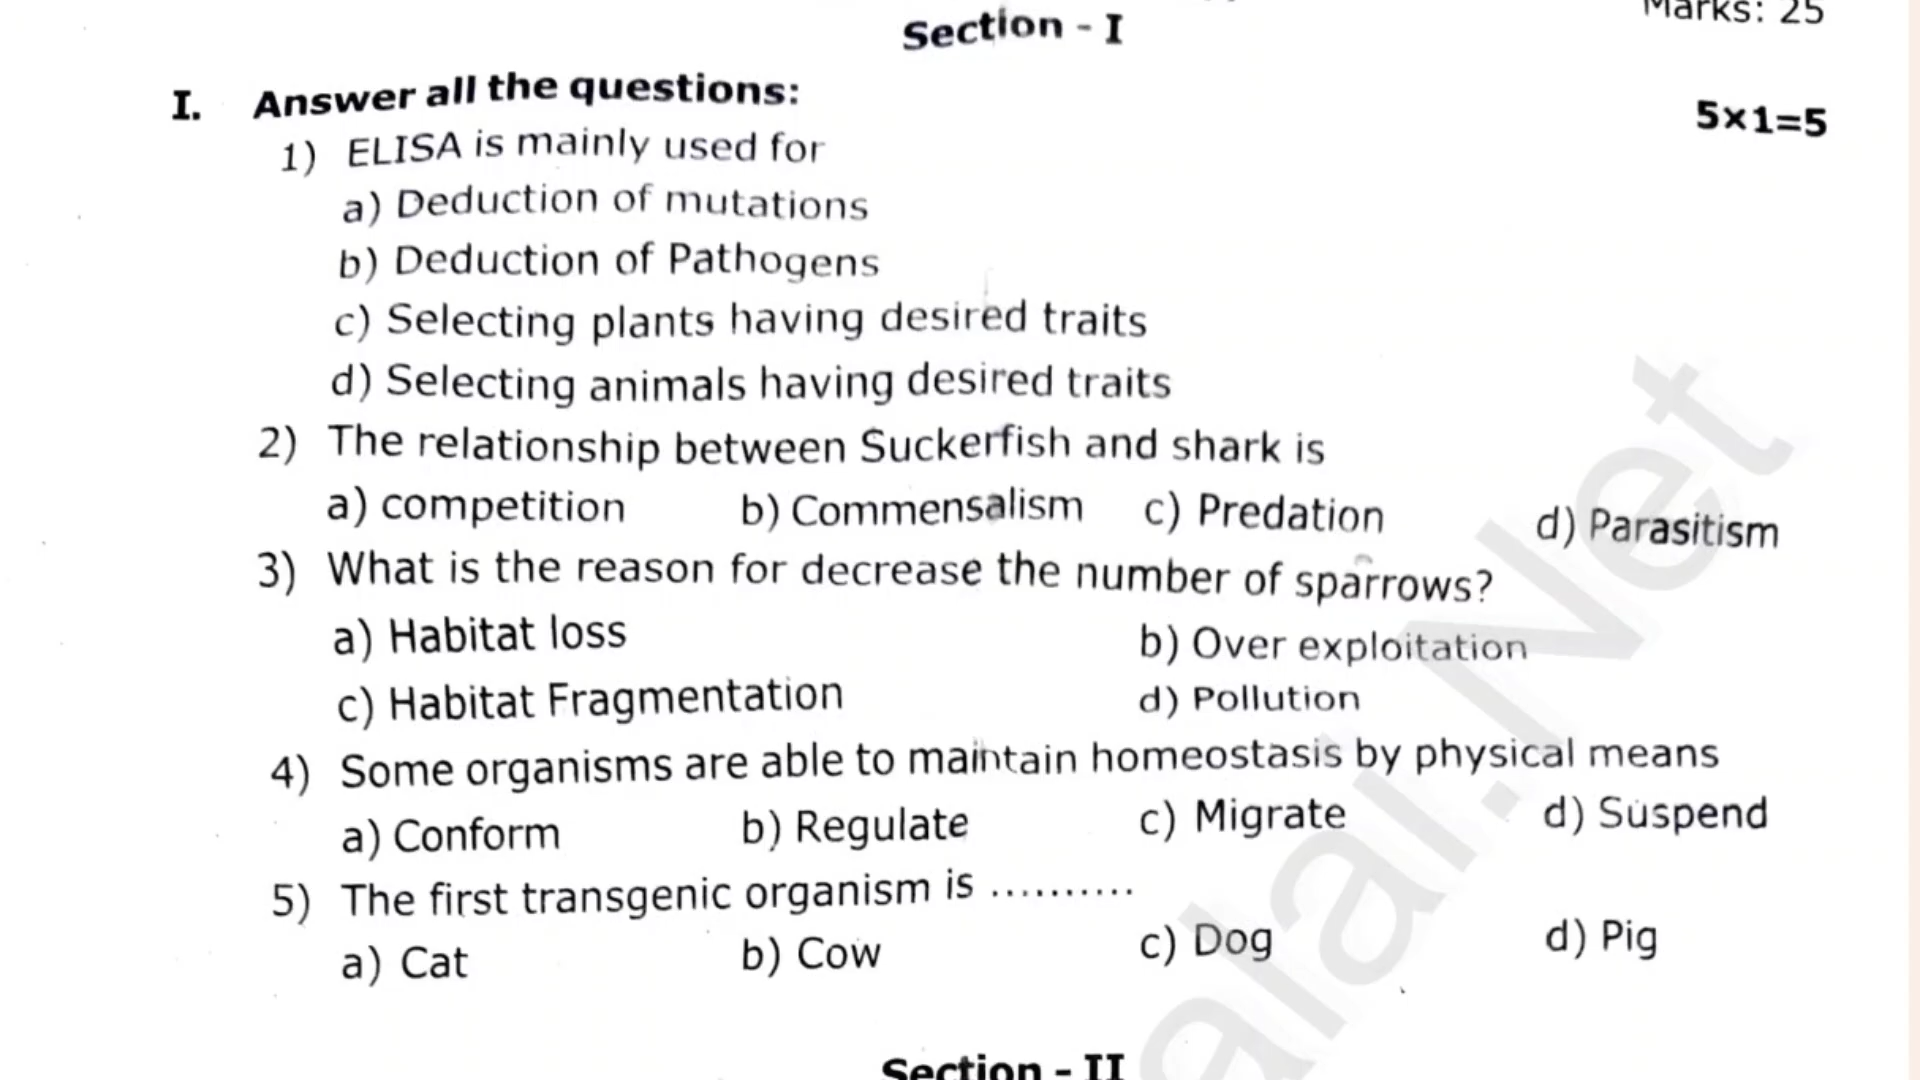 Marks: 25
Section - I
I. Answer all the questions:
5×1=5
1) ELISA is mainly used for
a) Deduction of mutations
b) Deduction of Pathogens
c) Selecting plants having desired traits
d) Selecting animals having desired traits
2) The relationship between Suckerfish and shark is
a) competition b) Commensalism c) Predation d) Parasitism
3) What is the reason for decrease the number of sparrows?
a) Habitat loss b) Over exploitation
c) Habitat Fragmentation d) Pollution
4) Some organisms are able to maintain homeostasis by physical means
a) Conform b) Regulate c) Migrate d) Suspend
5) The first transgenic organism is ..........
a) Cat b) Cow c) Dog d) Pig
Section - II